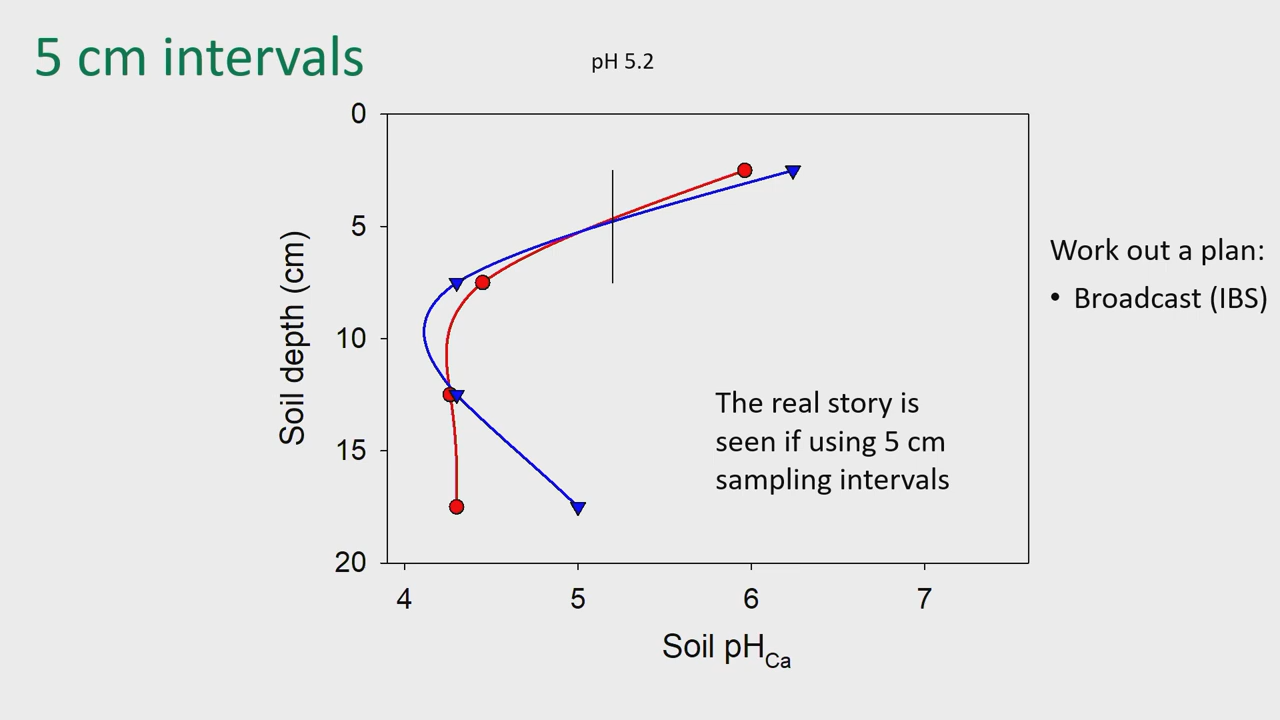 5 cm intervals
pH 5.2
0
5
10
15
20
Soil depth (cm)
4 5 6 7
Soil pHCa
The real story is
seen if using 5 cm
sampling intervals
Work out a plan:
• Broadcast (IBS)